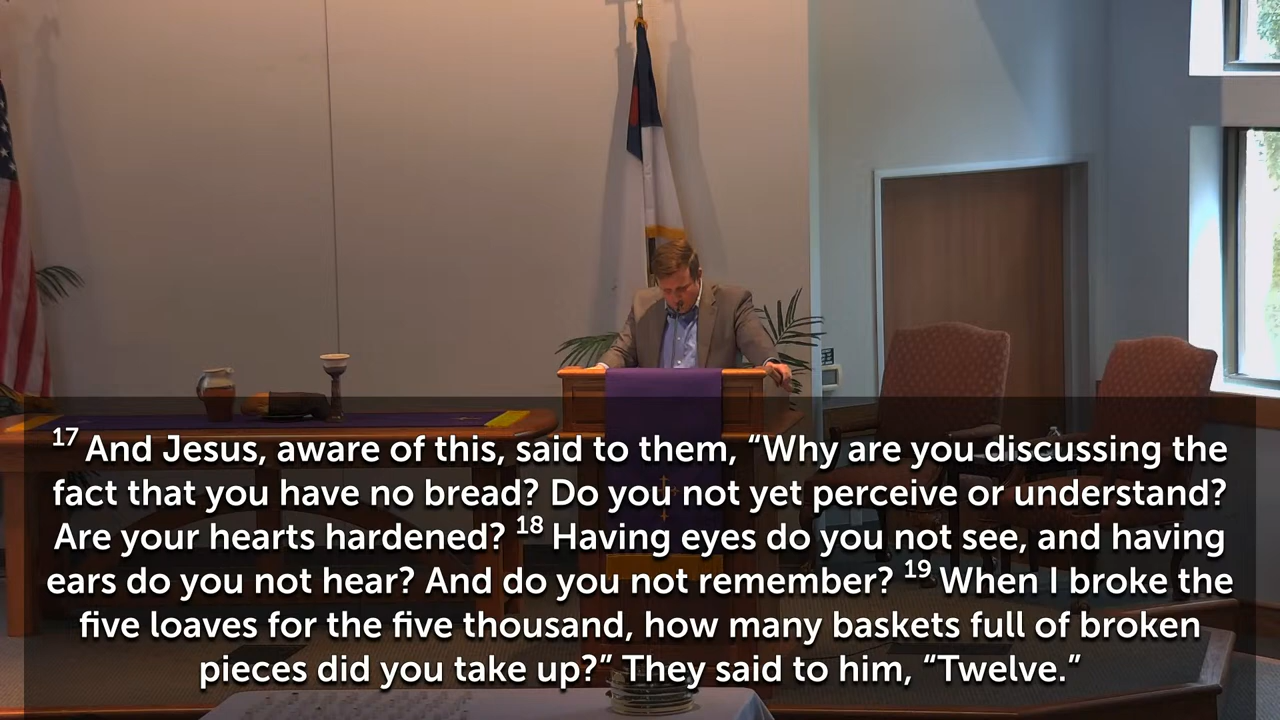 17 And Jesus, aware of this, said to them, “Why are you discussing the
fact that you have no bread? Do you not yet perceive or understand?
Are your hearts hardened? 18 Having eyes do you not see, and having
ears do you not hear? And do you not remember? 19 When I broke the
five loaves for the five thousand, how many baskets full of broken
pieces did you take up?” They said to him, “Twelve.”